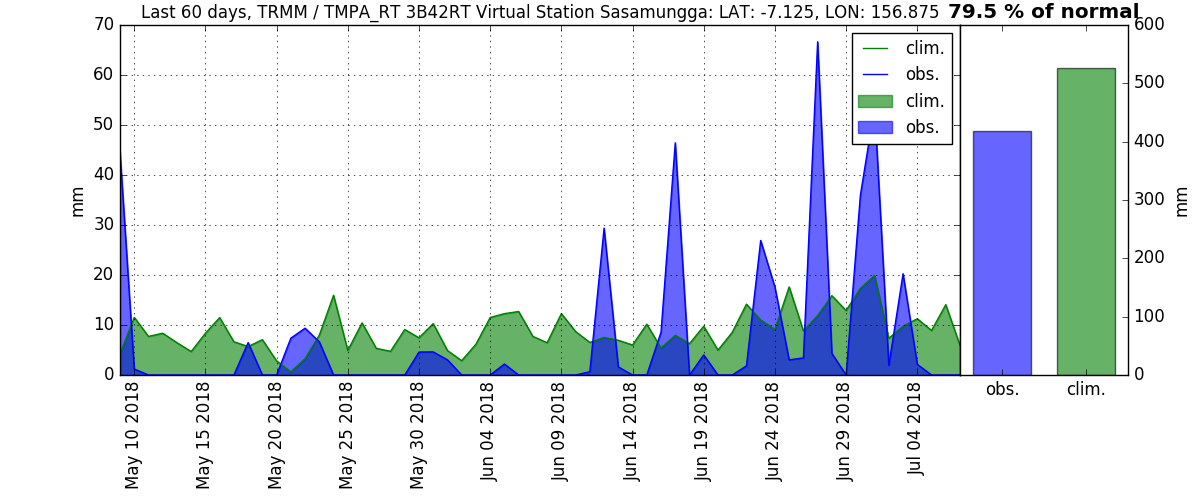 Last 60 days, TRMM / TMPA_RT 3B42RT Virtual Station Sasamungga: LAT: -7.125, LON: 156.875 79.5 % of normal
70
60
50
40
30
20
10
0
mm
clim.
obs.
clim.
obs.
600
500
400
300
200
100
0
mm
May 10 2018
May 15 2018
May 20 2018
May 25 2018
May 30 2018
Jun 04 2018
Jun 09 2018
Jun 14 2018
Jun 19 2018
Jun 24 2018
Jun 29 2018
Jul 04 2018
obs. clim.